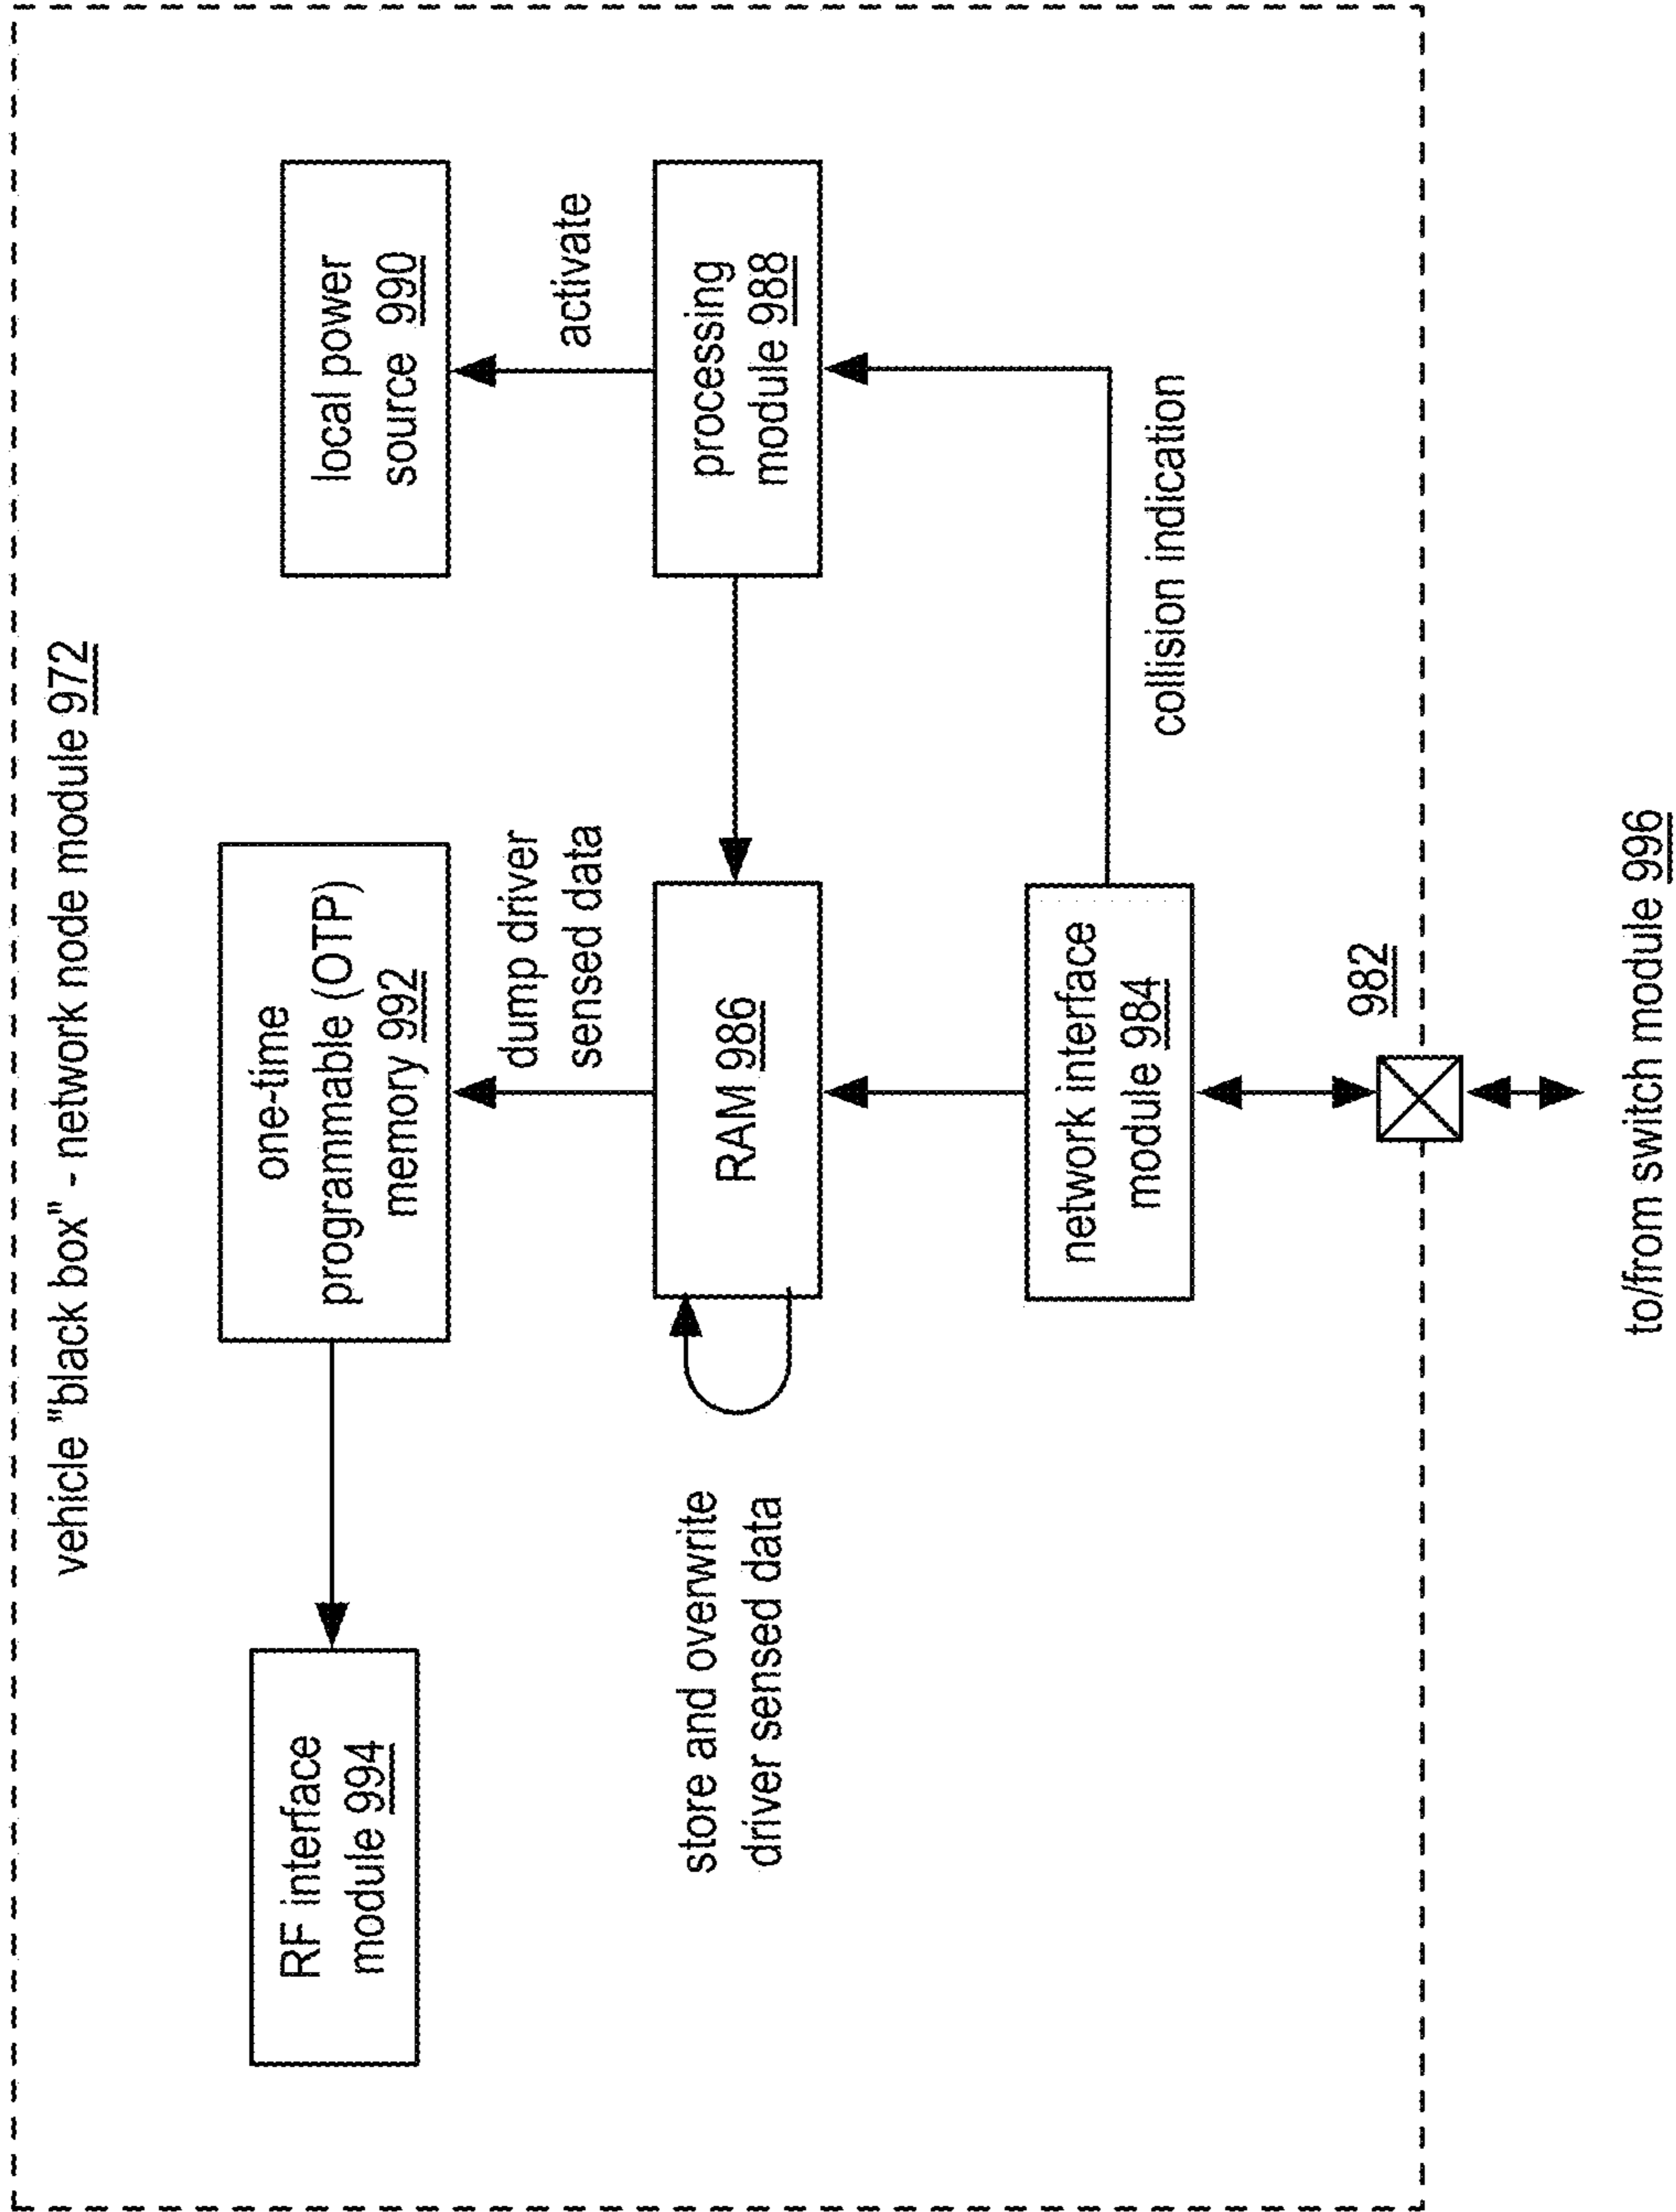 vehicle "black box" - network node module 972
RF interface
module 994
one-time
programmable (OTP)
memory 992
local power
source 990
dump driver
sensed data
activate
store and overwrite
driver sensed data
RAM 986
processing
module 988
network interface
module 984
collision indication
982
to/from switch module 996